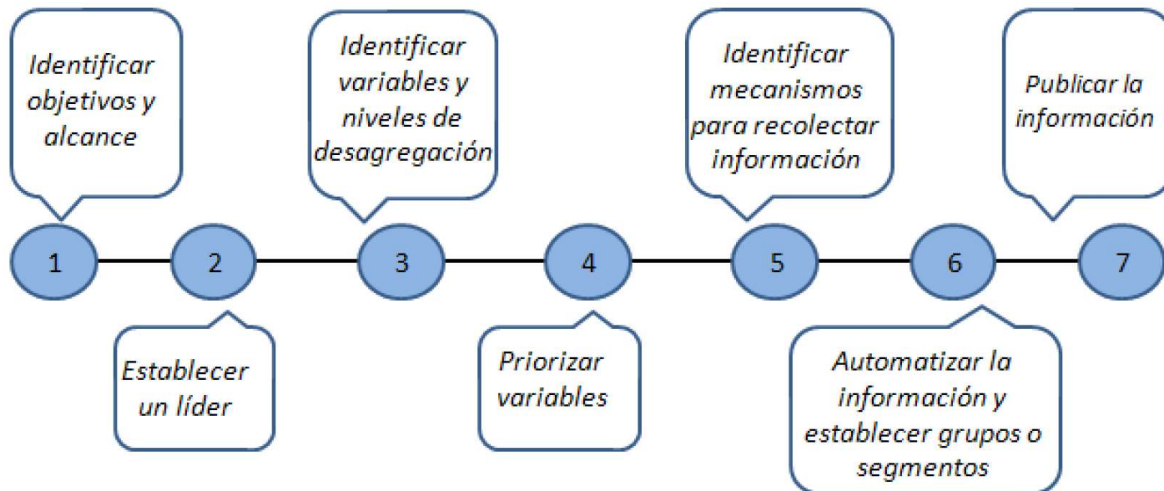 Identificar
objetivos y
alcance
Identificar
variables y
niveles de
desagregación
Identificar
mecanismos
para recolectar
información
Publicar la
información
1
2
3
4
5
6
7
Establecer
un líder
Priorizar
variables
Automatizar la
información y
establecer grupos o
segmentos